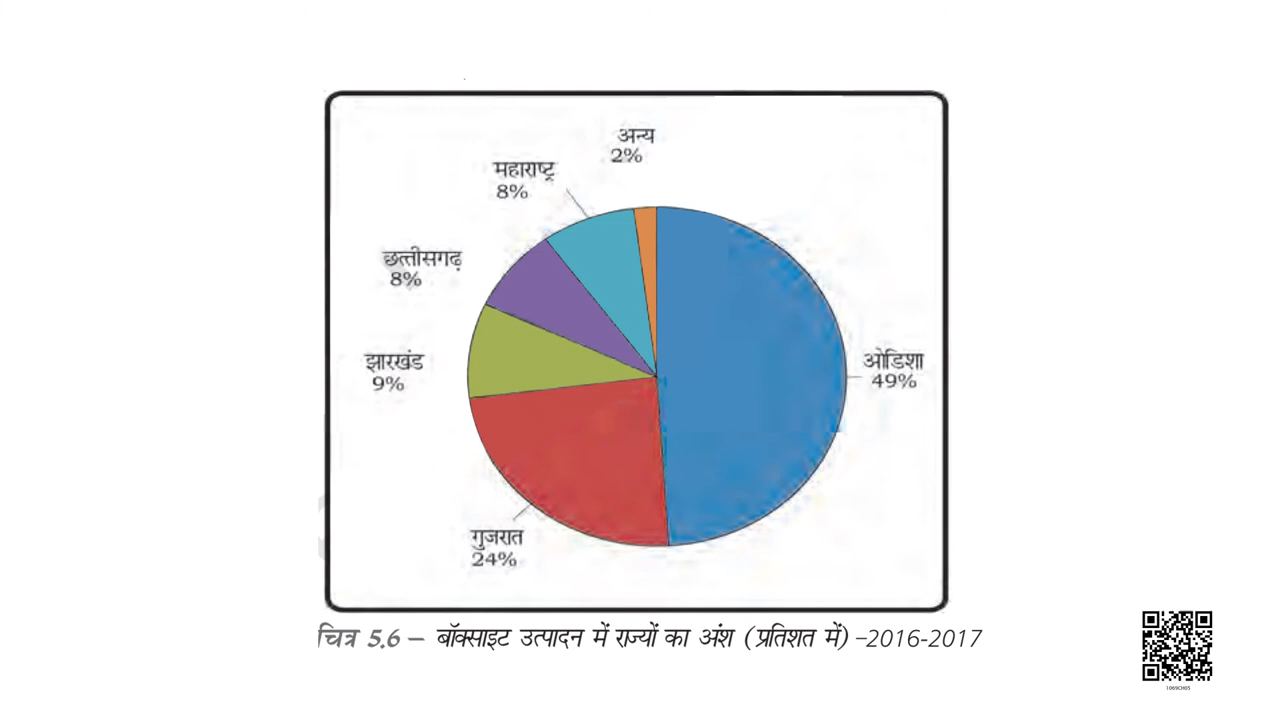 अन्य
2%
महाराष्ट्र
8%
छत्तीसगढ़
8%
झारखंड
9%
ओडिशा
49%
गुजरात
24%
चित्र 5.6 – बॉक्साइट उत्पादन में राज्यों का अंश (प्रतिशत में) –2016-2017
1069CH05